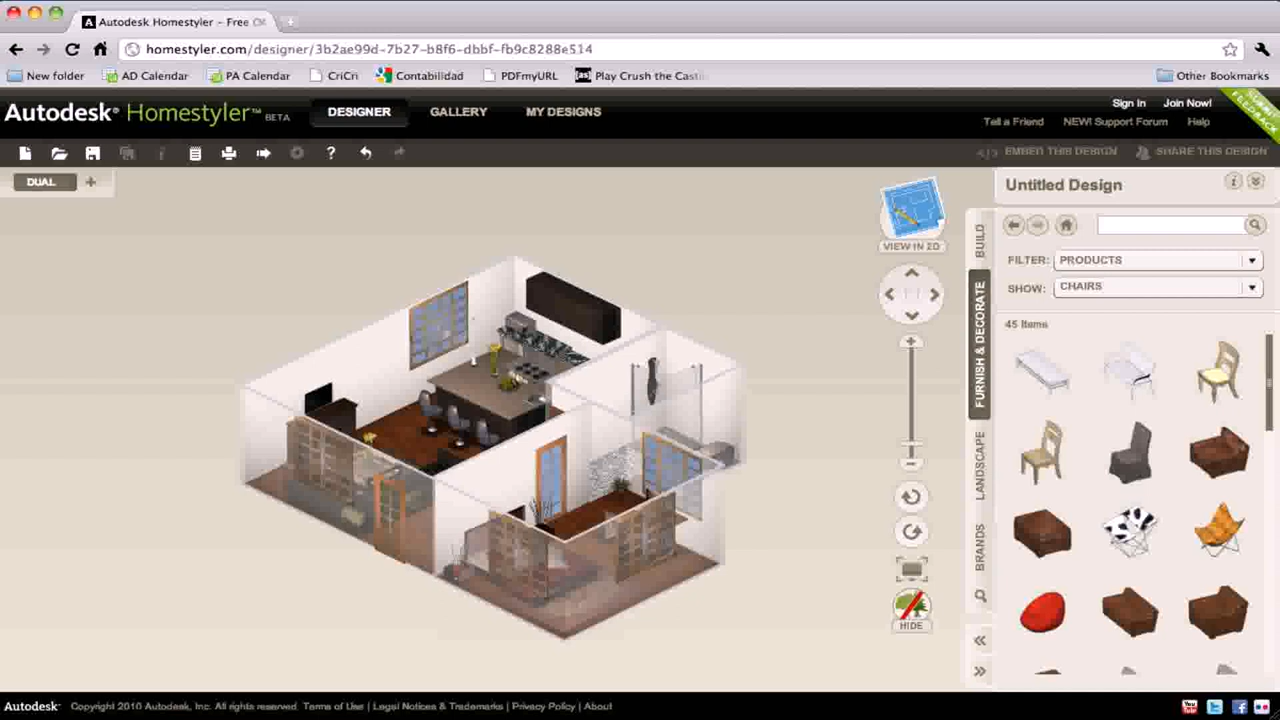 Autodesk Homestyler – Free
homestyler.com/designer/3b2ae99d-7b27-b8f6-dbbf-fb9c8288e514
New folder AD Calendar PA Calendar CriCri Contabilidad PDFmyURL Play Crush the Castl Other Bookmarks
Autodesk® Homestyler™ BETA
DESIGNER GALLERY MY DESIGNS
Sign In Join Now!
Tell a Friend NEW! Support Forum Help
FEEDBACK
EMBED THIS DESIGN SHARE THIS DESIGN
DUAL
VIEW IN 2D
HIDE
BUILD
FURNISH & DECORATE
LANDSCAPE
BRANDS
Untitled Design
FILTER: PRODUCTS
SHOW: CHAIRS
45 Items
Autodesk® Copyright 2010 Autodesk, Inc. All rights reserved. Terms of Use | Legal Notices & Trademarks | Privacy Policy | About